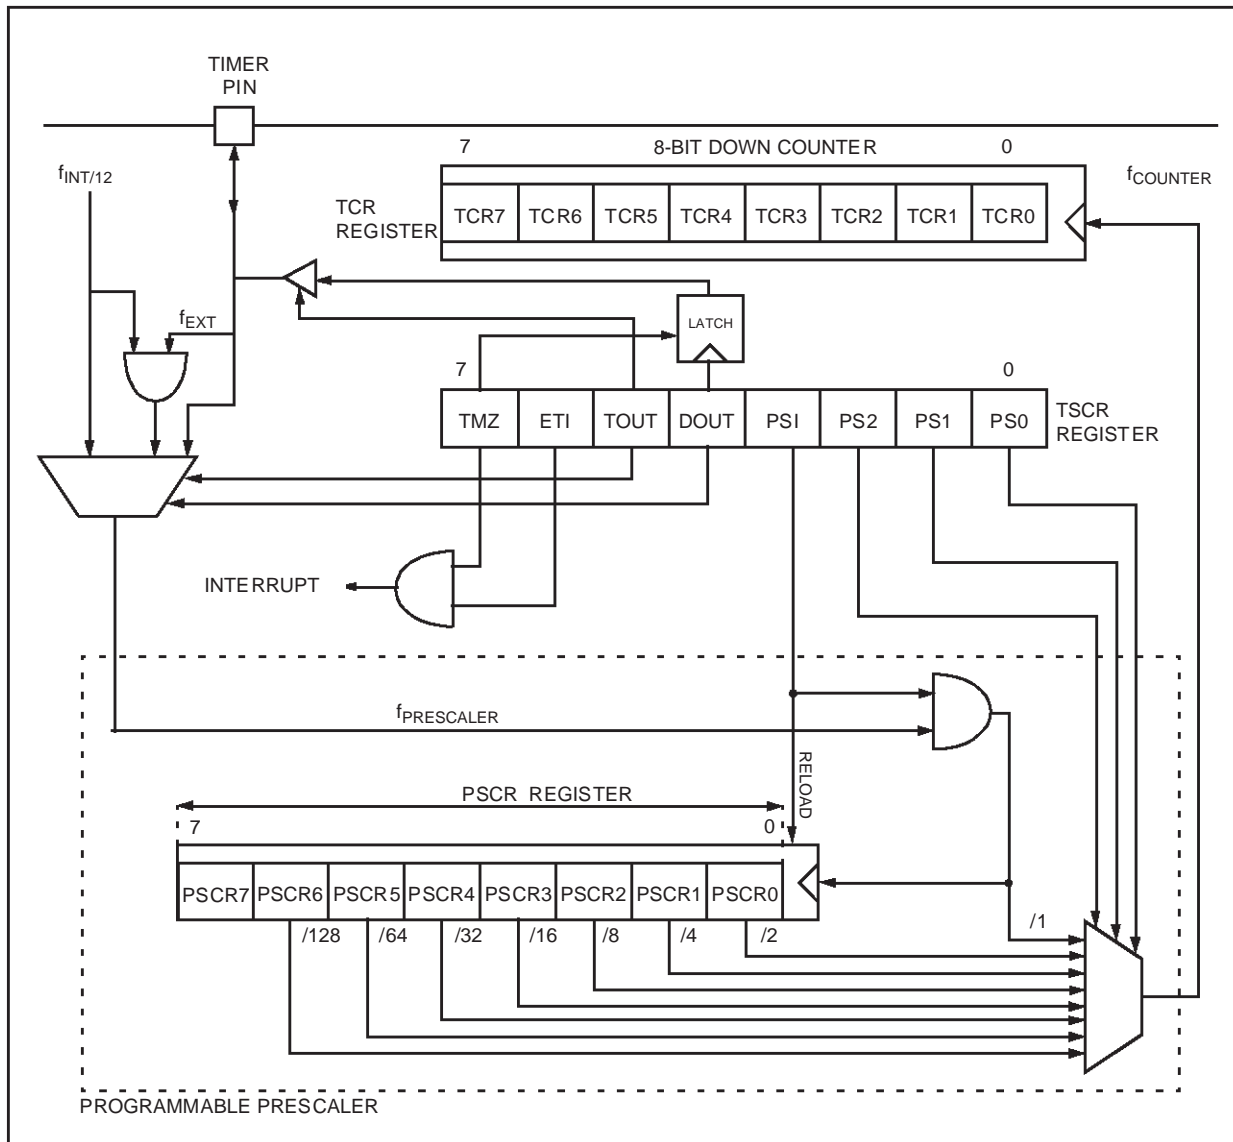 TIMER
PIN
7 8-BIT DOWN COUNTER 0
fINT/12
fCOUNTER
TCR
REGISTER
TCR7 TCR6 TCR5 TCR4 TCR3 TCR2 TCR1 TCR0
fEXT
LATCH
7 0
TMZ ETI TOUT DOUT PSI PS2 PS1 PS0
TSCR
REGISTER
INTERRUPT
fPRESCALER
RELOAD
PSCR REGISTER
7 0
PSCR7 PSCR6 PSCR5 PSCR4 PSCR3 PSCR2 PSCR1 PSCR0
/128 /64 /32 /16 /8 /4 /2 /1
PROGRAMMABLE PRESCALER